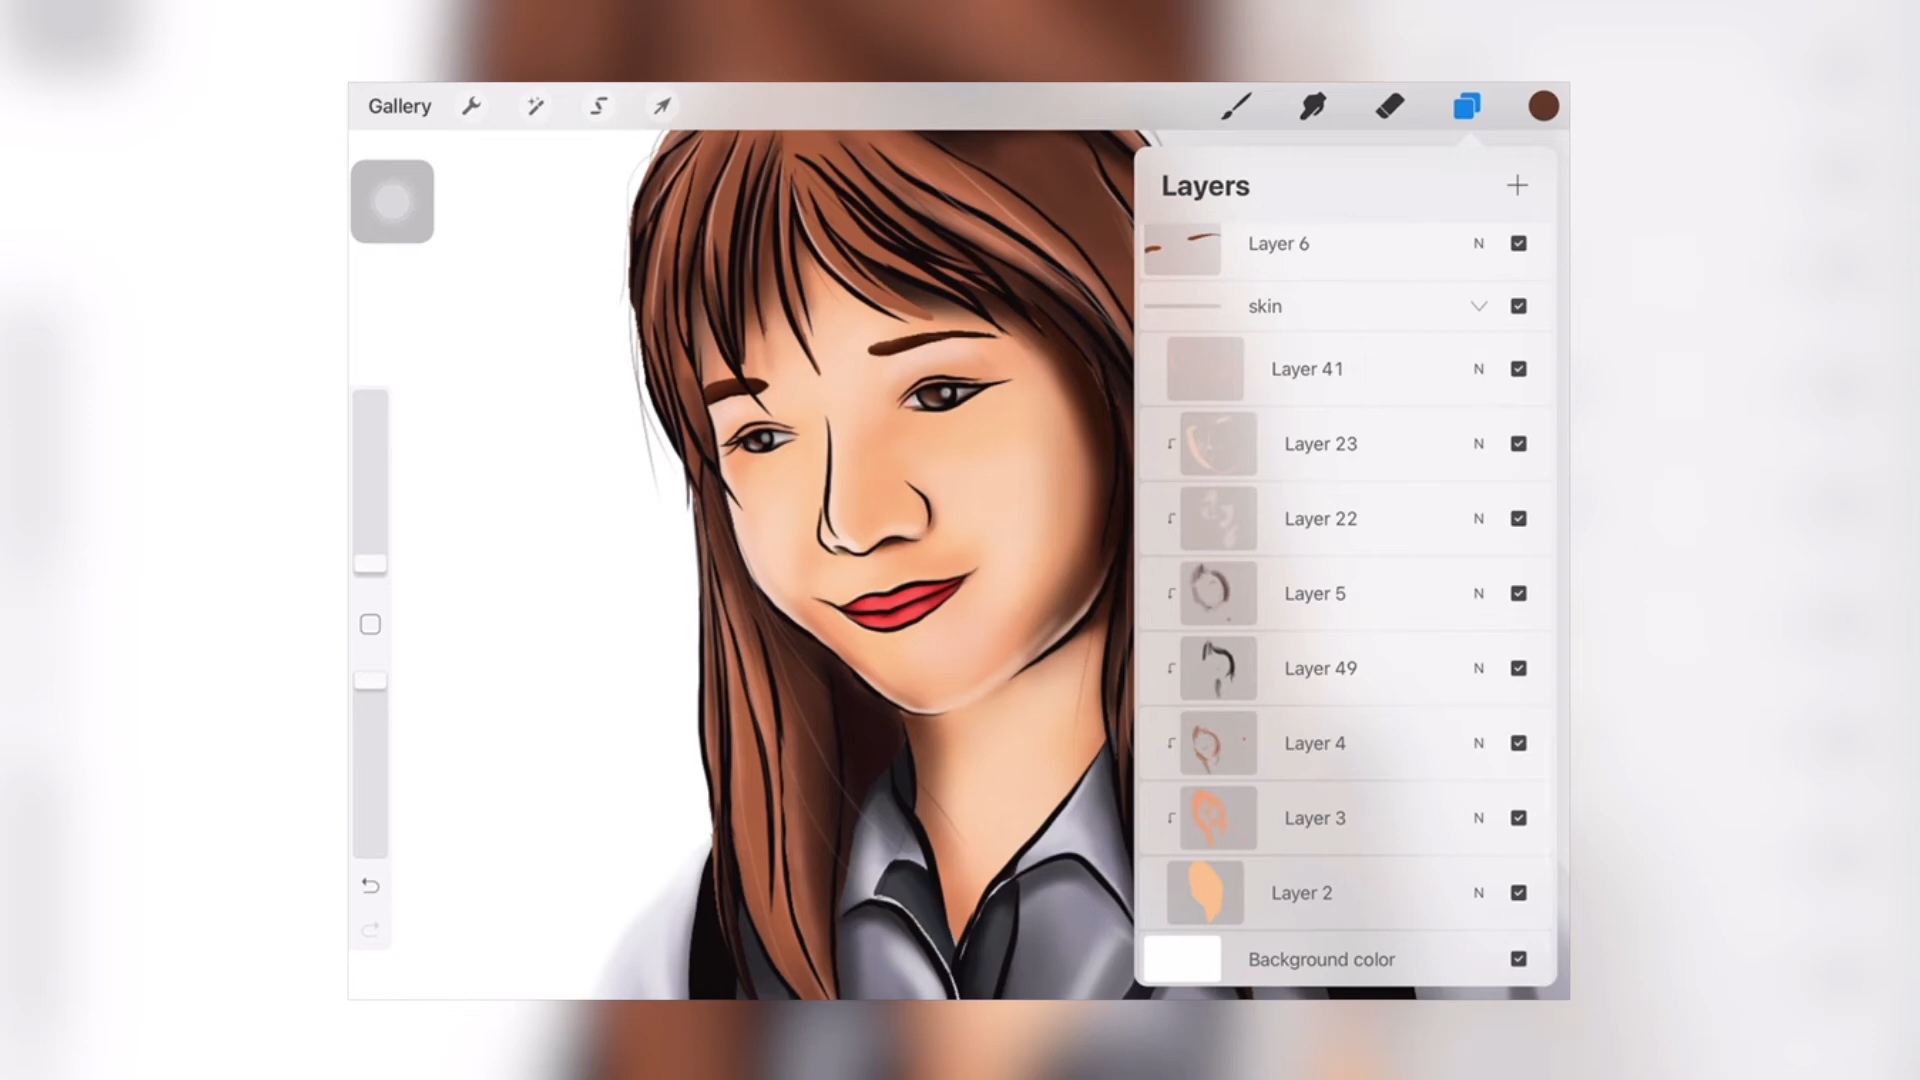 Gallery
Layers
Layer 6 N
skin
Layer 41 N
Layer 23 N
Layer 22 N
Layer 5 N
Layer 49 N
Layer 4 N
Layer 3 N
Layer 2 N
Background color